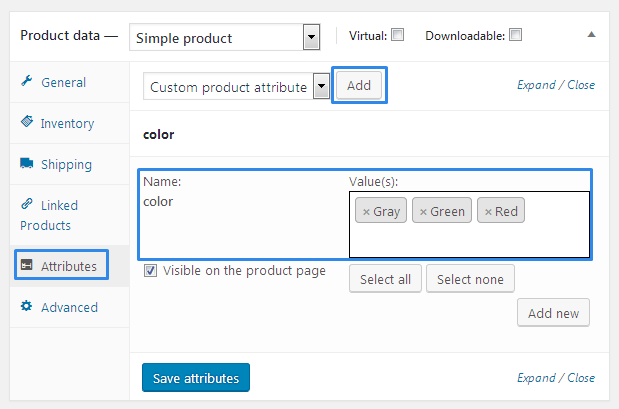 Product data — Simple product Virtual: Downloadable:
General
Custom product attribute Add Expand / Close
Inventory
color
Shipping
Linked Products
Name: Value(s):
color × Gray × Green × Red
Attributes
Visible on the product page Select all Select none
Advanced
Add new
Save attributes Expand / Close